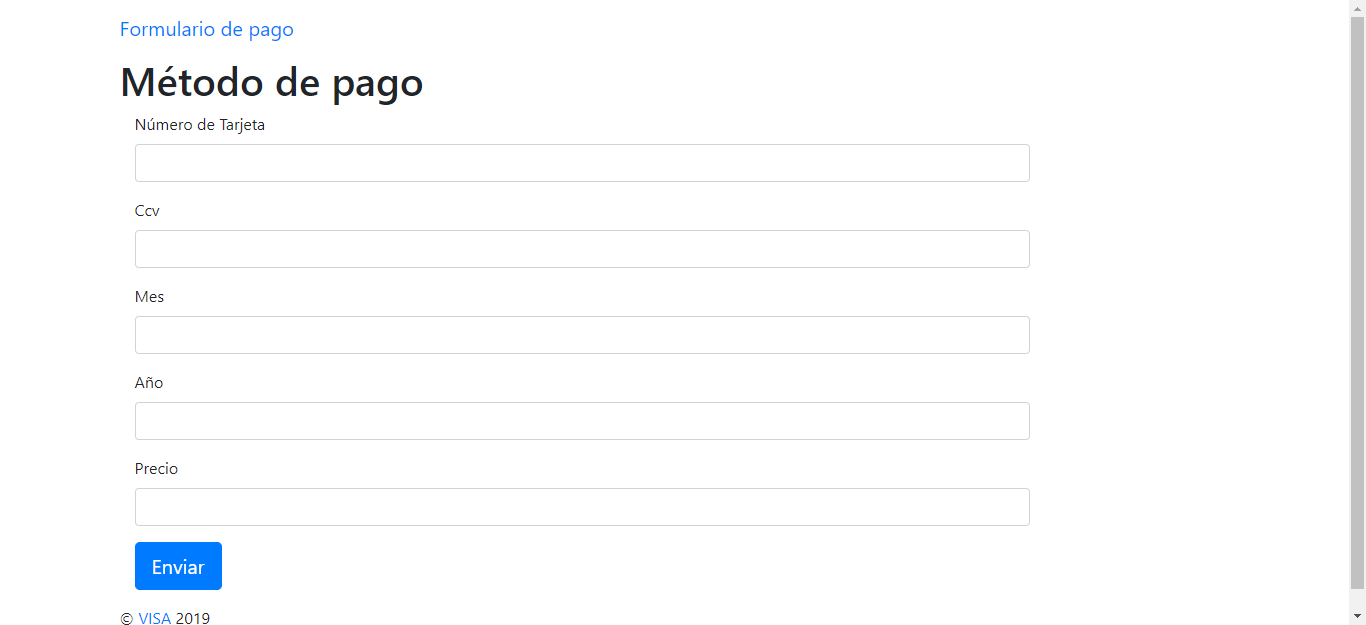 Formulario de pago
Método de pago
Número de Tarjeta
Ccv
Mes
Año
Precio
Enviar
© VISA 2019